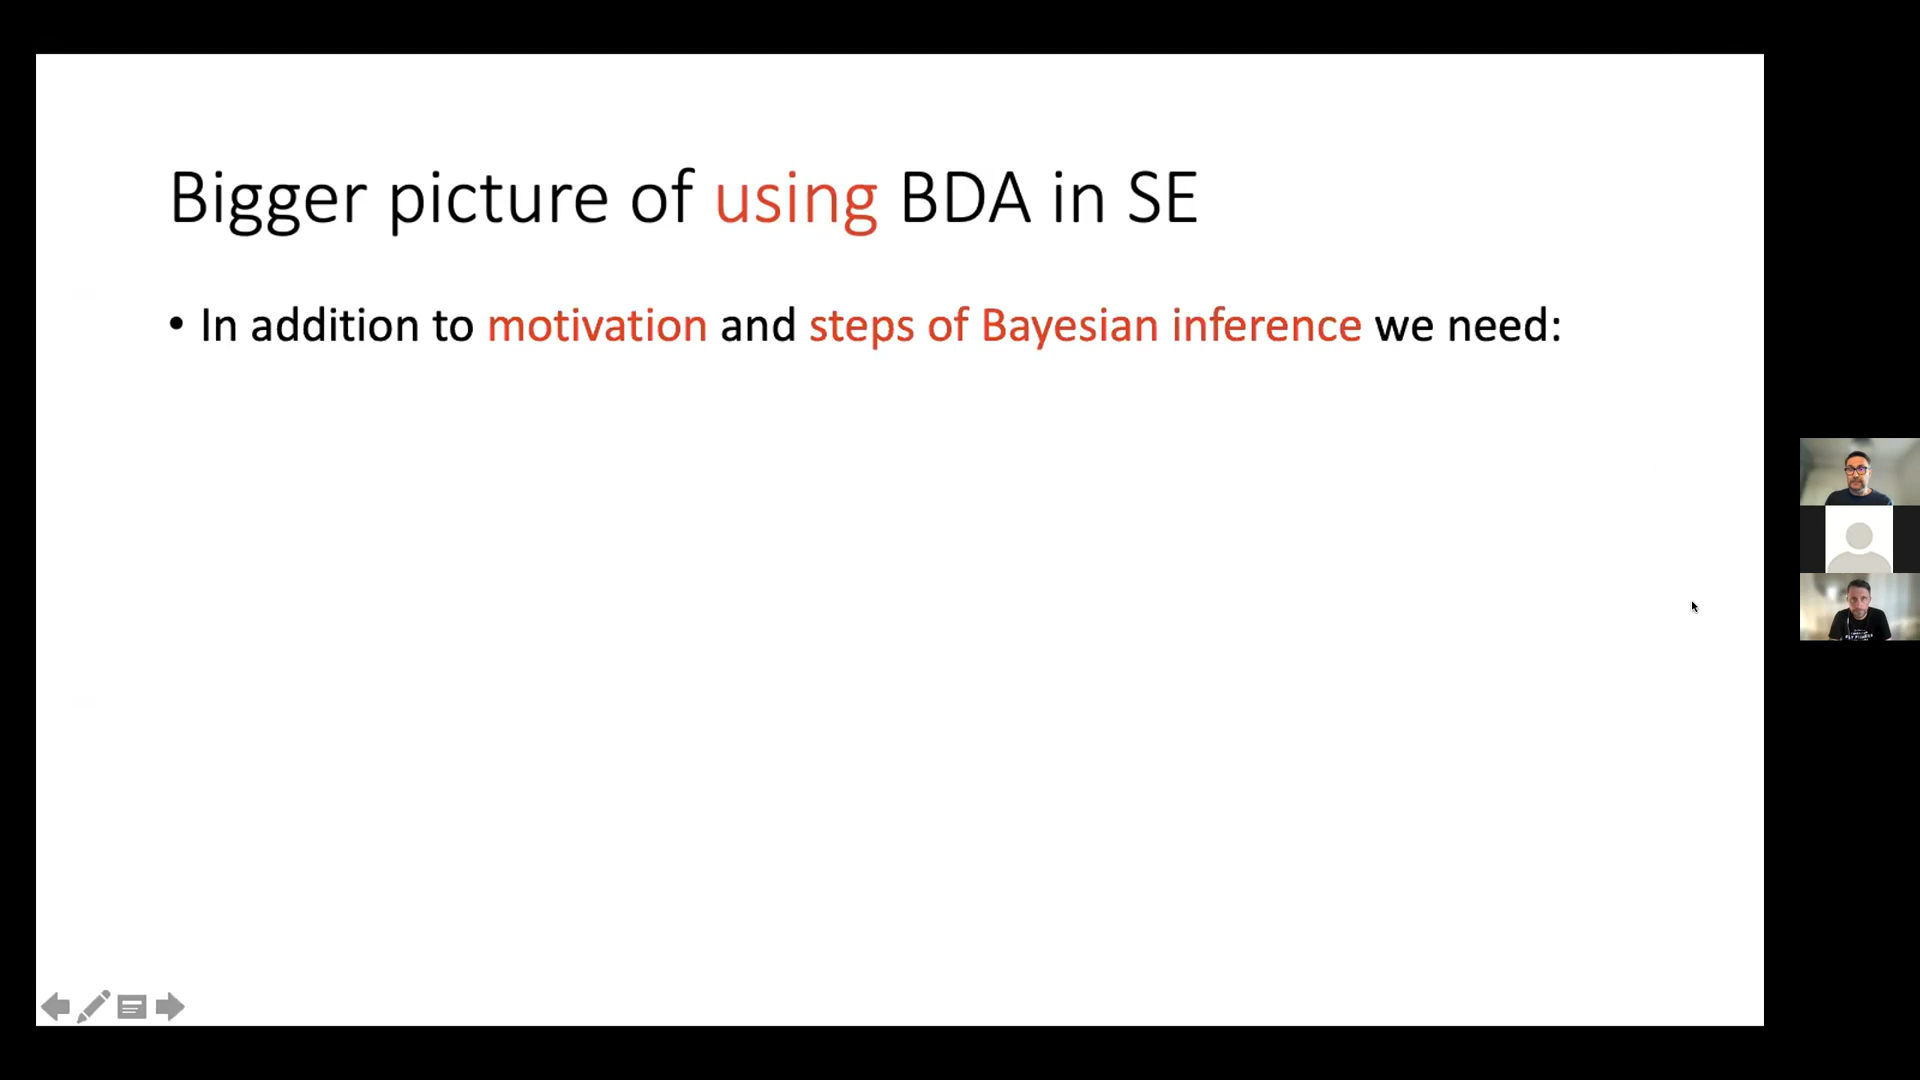 Bigger picture of using BDA in SE
• In addition to motivation and steps of Bayesian inference we need: